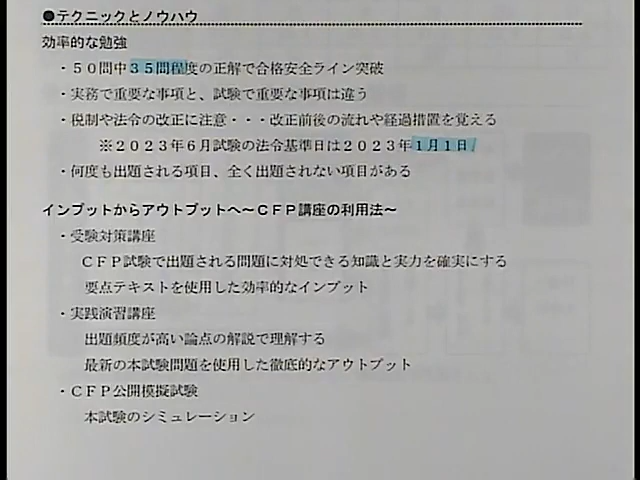 ●テクニックとノウハウ
効率的な勉強
・５０問中３５問程度の正解で合格安全ライン突破
・実務で重要な事項と、試験で重要な事項は違う
・税制や法令の改正に注意・・・改正前後の流れや経過措置を覚える
※２０２３年６月試験の法令基準日は２０２３年１月１日
・何度も出題される項目、全く出題されない項目がある
インプットからアウトプットへ～ＣＦＰ講座の利用法～
・受験対策講座
ＣＦＰ試験で出題される問題に対処できる知識と実力を確実にする
要点テキストを使用した効率的なインプット
・実践演習講座
出題頻度が高い論点の解説で理解する
最新の本試験問題を使用した徹底的なアウトプット
・ＣＦＰ公開模擬試験
本試験のシミュレーション